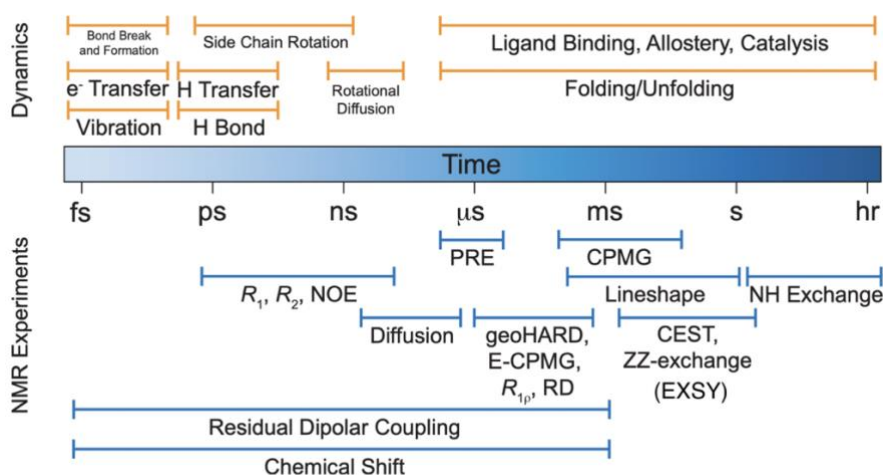 Dynamics
Bond Break
and Formation
Side Chain Rotation
Ligand Binding, Allostery, Catalysis
e- Transfer
H Transfer
Rotational
Diffusion
Folding/Unfolding
Vibration
H Bond
Time
fs
ps
ns
μs
ms
s
hr
NMR Experiments
PRE
CPMG
R1, R2, NOE
Lineshape
NH Exchange
Diffusion
geoHARD,
E-CPMG,
R1ρ, RD
CEST,
ZZ-exchange
(EXSY)
Residual Dipolar Coupling
Chemical Shift